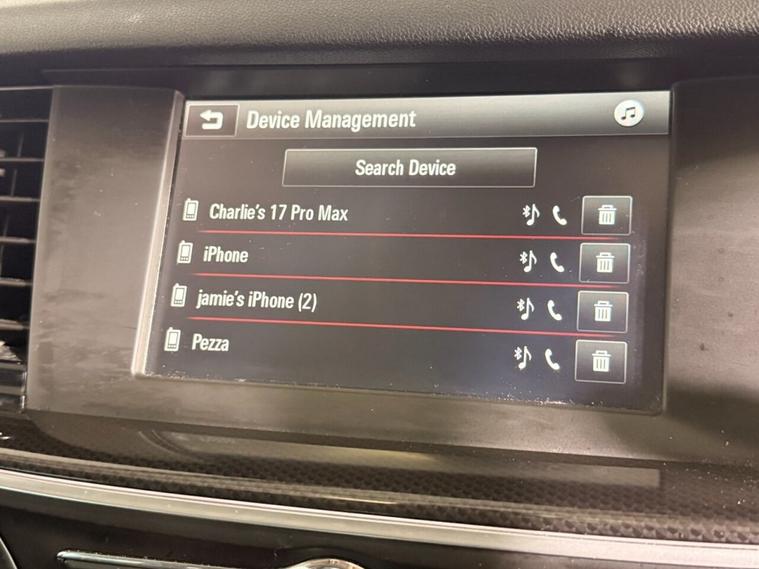 Device Management
Search Device
Charlie's 17 Pro Max
iPhone
jamie's iPhone (2)
Pezza